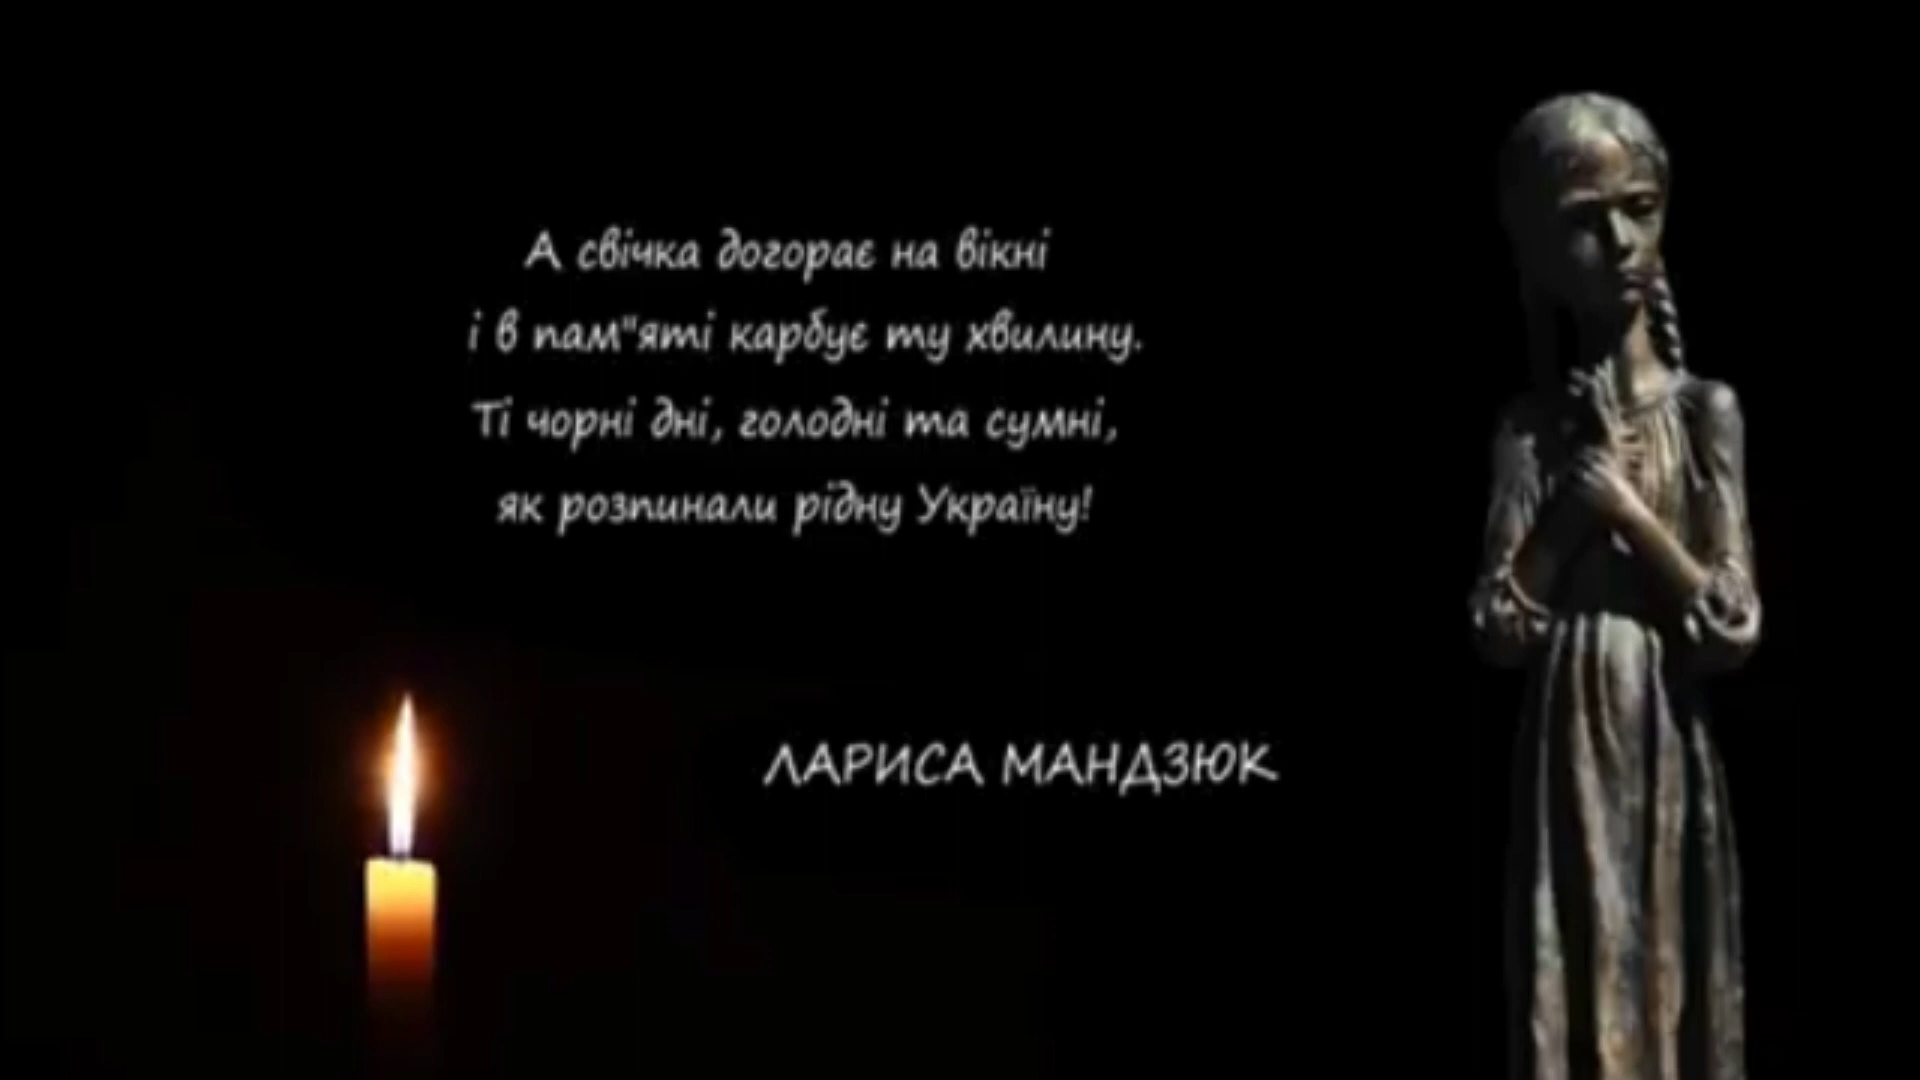 А свічка догорає на вікні
і в пам"яті карбує ту хвилину.
Ті чорні дні, голодні та сумні,
як розпинали рідну Україну!
ЛАРИСА МАНДЗЮК